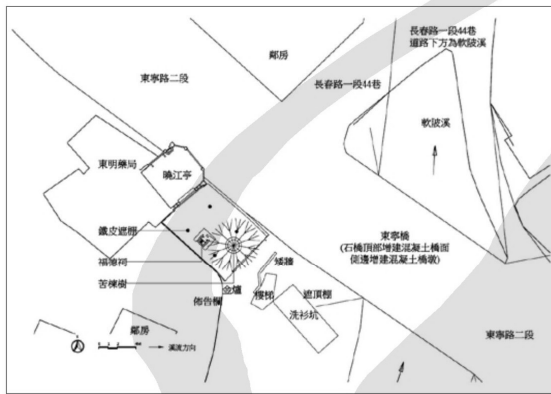 長春路一段44巷
道路下方為軟陂溪
鄰房
東寧路二段
長春路一段44巷
軟陂溪
東明藥局
曉江亭
鐵皮遮棚
東寧橋
(石橋頂部增建混凝土橋面
側邊增建混凝土橋墩)
福德祠
矮牆
苦楝樹
金爐
佈告欄
樓梯
遮頂棚
洗衫坑
鄰房
溪流方向
東寧路二段